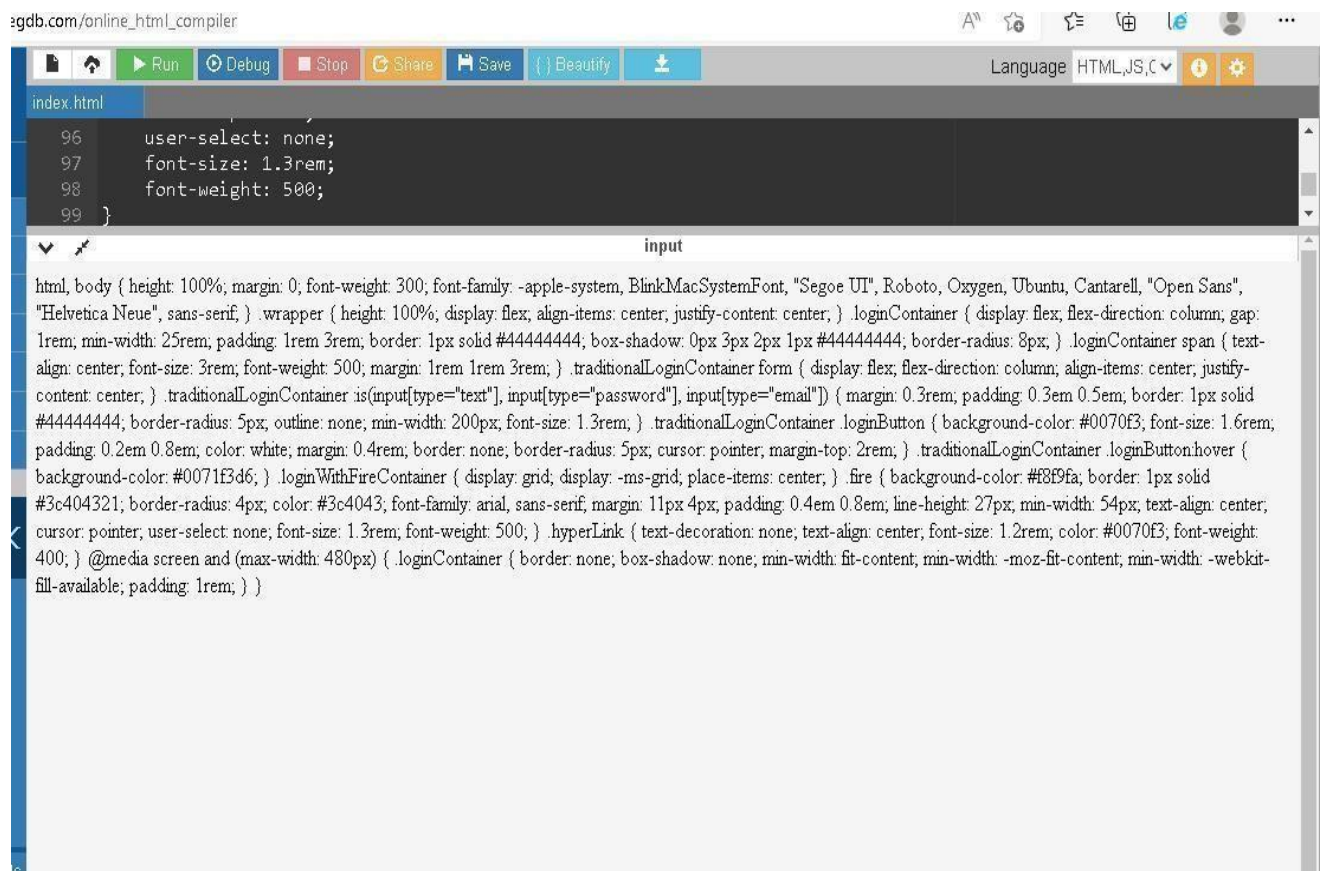 egdb.com/online_html_compiler
Run Debug Stop Share Save { } Beautify Language HTML,JS,C
index.html
96 user-select: none;
97 font-size: 1.3rem;
98 font-weight: 500;
99 }
input
html, body { height: 100%; margin: 0; font-weight: 300; font-family: -apple-system, BlinkMacSystemFont, "Segoe UI", Roboto, Oxygen, Ubuntu, Cantarell, "Open Sans",
"Helvetica Neue", sans-serif; } .wrapper { height: 100%; display: flex; align-items: center; justify-content: center; } .loginContainer { display: flex; flex-direction: column; gap:
1rem; min-width: 25rem; padding: 1rem 3rem; border: 1px solid #44444444; box-shadow: 0px 3px 2px 1px #44444444; border-radius: 8px; } .loginContainer span { text-
align: center; font-size: 3rem; font-weight: 500; margin: 1rem 1rem 3rem; } .traditionalLoginContainer form { display: flex; flex-direction: column; align-items: center; justify-
content: center; } .traditionalLoginContainer :is(input[type="text"], input[type="password"], input[type="email"]) { margin: 0.3rem; padding: 0.3em 0.5em; border: 1px solid
#44444444; border-radius: 5px; outline: none; min-width: 200px; font-size: 1.3rem; } .traditionalLoginContainer .loginButton { background-color: #0070f3; font-size: 1.6rem;
padding: 0.2em 0.8em; color: white; margin: 0.4rem; border: none; border-radius: 5px; cursor: pointer; margin-top: 2rem; } .traditionalLoginContainer .loginButton:hover {
background-color: #0071f3d6; } .loginWithFireContainer { display: grid; display: -ms-grid; place-items: center; } .fire { background-color: #f8f9fa; border: 1px solid
#3c404321; border-radius: 4px; color: #3c4043; font-family: arial, sans-serif; margin: 11px 4px; padding: 0.4em 0.8em; line-height: 27px; min-width: 54px; text-align: center;
cursor: pointer; user-select: none; font-size: 1.3rem; font-weight: 500; } .hyperLink { text-decoration: none; text-align: center; font-size: 1.2rem; color: #0070f3; font-weight:
400; } @media screen and (max-width: 480px) { .loginContainer { border: none; box-shadow: none; min-width: fit-content; min-width: -moz-fit-content; min-width: -webkit-
fill-available; padding: 1rem; } }